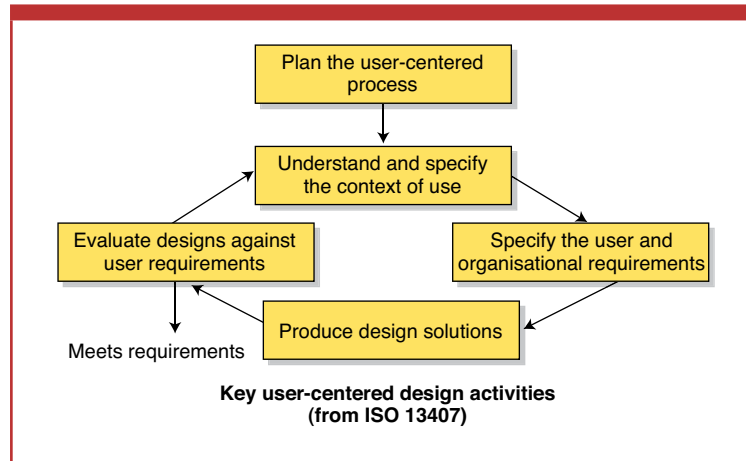 Plan the user-centered
process
Understand and specify
the context of use
Evaluate designs against
user requirements
Specify the user and
organisational requirements
Produce design solutions
Meets requirements
Key user-centered design activities
(from ISO 13407)